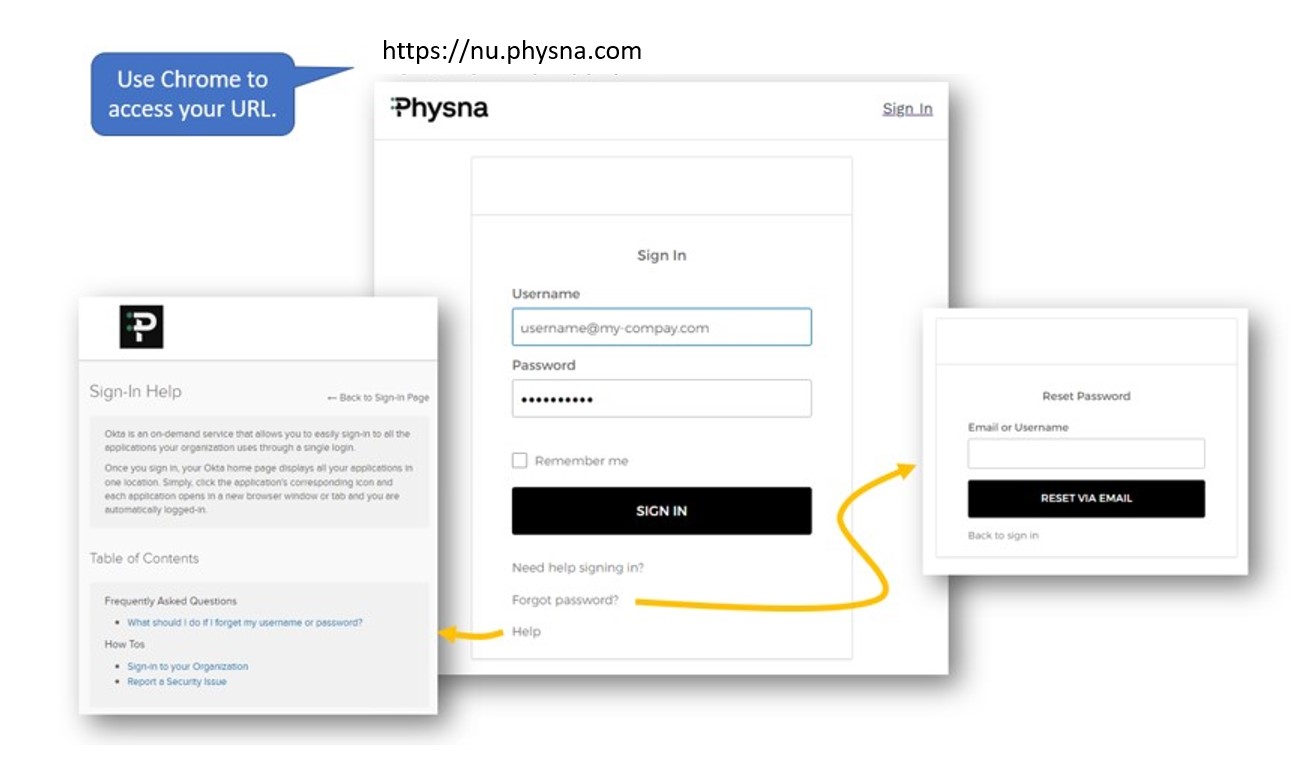 https://nu.physna.com
Use Chrome to
access your URL.
Physna
Sign In
Sign In
Username
username@my-compay.com
Password
••••••••••
Remember me
SIGN IN
Need help signing in?
Forgot password?
Help
P
Sign-In Help
← Back to Sign-In Page
Okta is an on-demand service that allows you to easily sign-in to all the
applications your organization uses through a single login.
Once you sign in, your Okta home page displays all your applications in
one location. Simply, click the application's corresponding icon and
each application opens in a new browser window or tab and you are
automatically logged-in.
Table of Contents
Frequently Asked Questions
• What should I do if I forget my username or password?
How Tos
• Sign-in to your Organization
• Report a Security Issue
Reset Password
Email or Username
RESET VIA EMAIL
Back to sign in